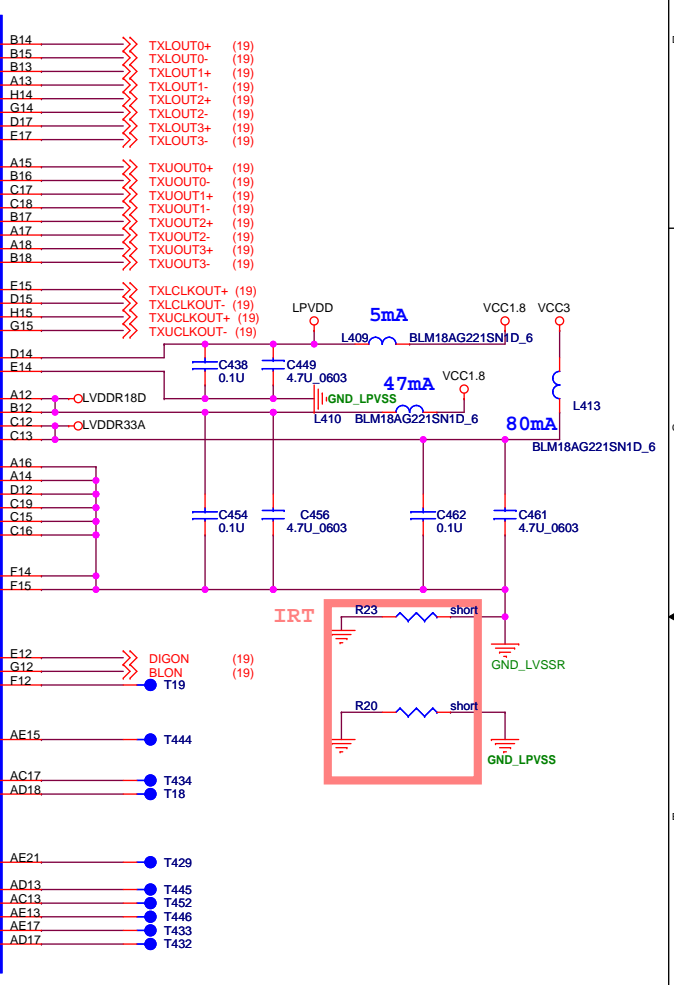 B14 TXLOUT0+ (19)
B15 TXLOUT0- (19)
B13 TXLOUT1+ (19)
A13 TXLOUT1- (19)
H14 TXLOUT2+ (19)
G14 TXLOUT2- (19)
D17 TXLOUT3+ (19)
E17 TXLOUT3- (19)
A15 TXUOUT0+ (19)
B16 TXUOUT0- (19)
C17 TXUOUT1+ (19)
C18 TXUOUT1- (19)
B17 TXUOUT2+ (19)
A17 TXUOUT2- (19)
A18 TXUOUT3+ (19)
B18 TXUOUT3- (19)
E15 TXLCLKOUT+ (19)
D15 TXLCLKOUT- (19)
H15 TXUCLKOUT+ (19)
G15 TXUCLKOUT- (19)
LPVDD 5mA VCC1.8 VCC3
L409 BLM18AG221SN1D_6
D14
E14 C438 C449
0.1U 4.7U_0603
47mA VCC1.8
A12 LVDDR18D GND_LPVSS L413
B12 L410 BLM18AG221SN1D_6
C12 LVDDR33A 80mA
C13 BLM18AG221SN1D_6
A16
A14
D12
C19
C15 C454 C456 C462 C461
C16 0.1U 4.7U_0603 0.1U 4.7U_0603
F14
F15
IRT R23 short
E12 DIGON (19) GND_LVSSR
G12 BLON (19)
F12 T19
R20 short
AE15 T444
GND_LPVSS
AC17 T434
AD18 T18
AE21 T429
AD13 T445
AC13 T452
AE13 T446
AE17 T433
AD17 T432